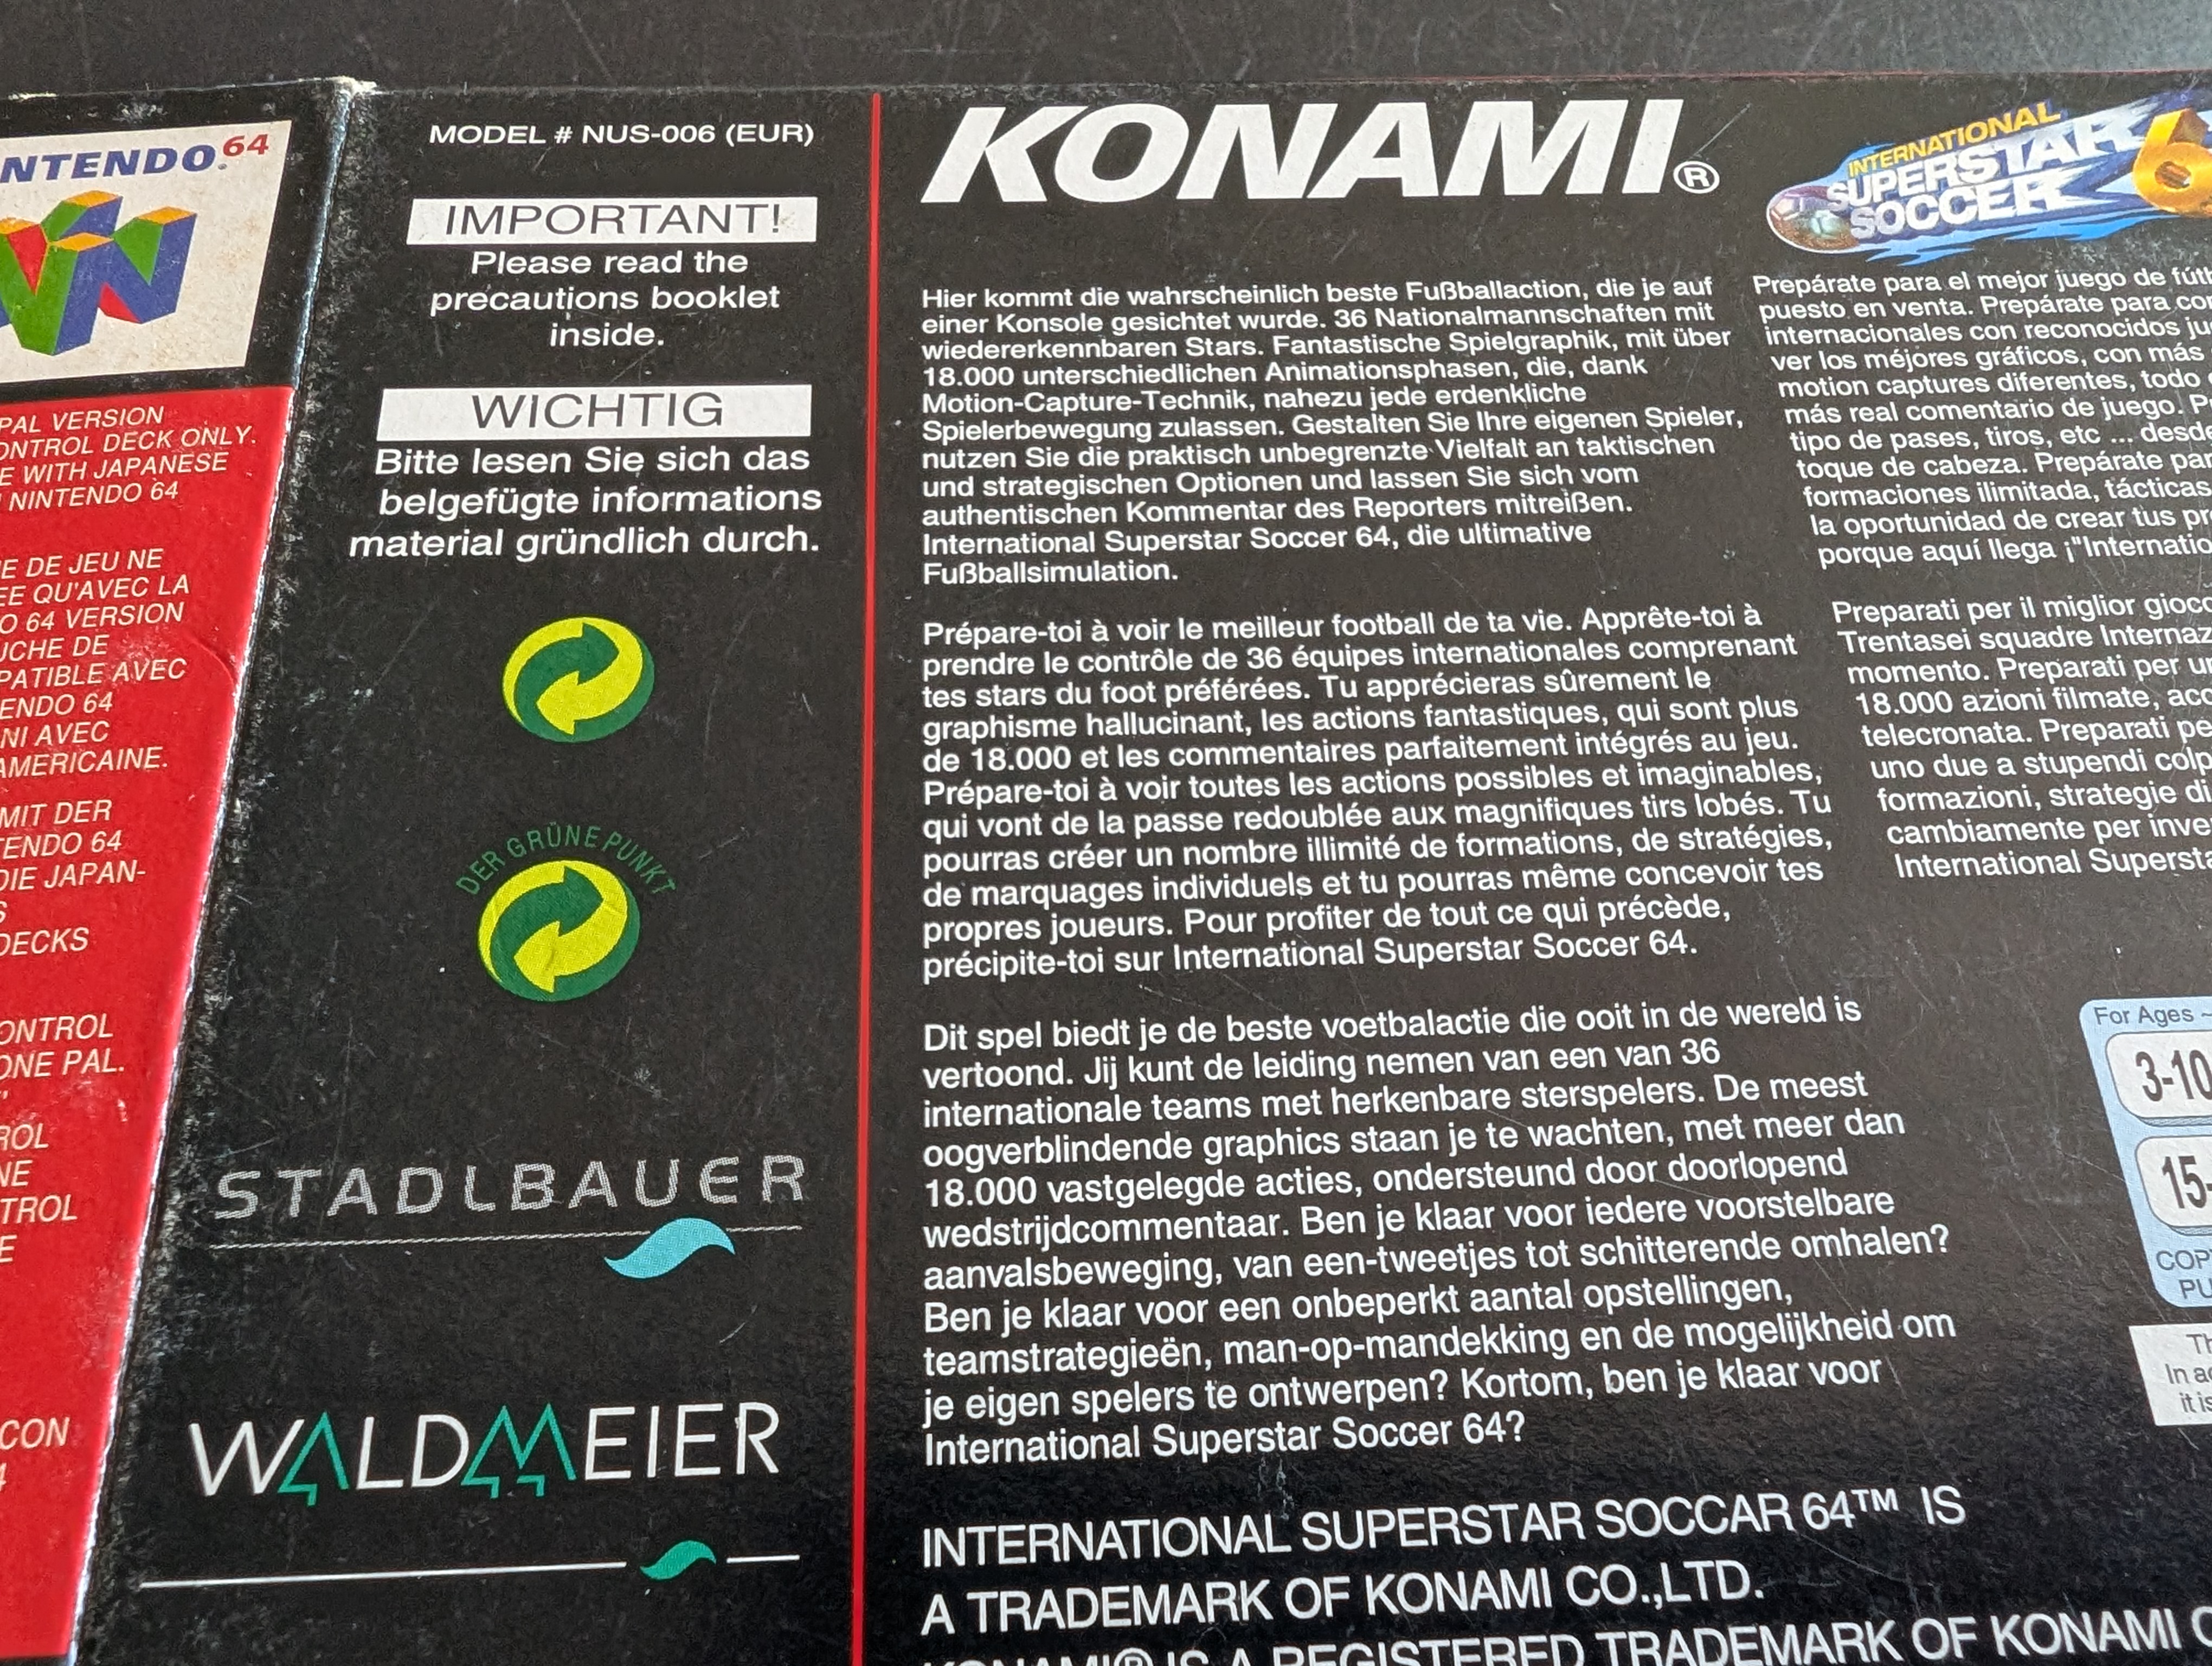 NINTENDO 64
PAL VERSION
CONTROL DECK ONLY.
WITH JAPANESE
NINTENDO 64
DE JEU NE
QU'AVEC LA
64 VERSION
DE
AVEC
64
AVEC
AMERICAINE.
MIT DER
64
DIE JAPAN-
DECKS
CONTROL
PAL.
CON
MODEL # NUS-006 (EUR)
IMPORTANT!
Please read the
precautions booklet
inside.
WICHTIG
Bitte lesen Sie sich das
belgefügte informations
material gründlich durch.
DER GRÜNE PUNKT
STADLBAUER
WALDMEIER
KONAMI®
Hier kommt die wahrscheinlich beste Fußballaction, die je auf
einer Konsole gesichtet wurde. 36 Nationalmannschaften mit
wiedererkennbaren Stars. Fantastische Spielgraphik, mit über
18.000 unterschiedlichen Animationsphasen, die, dank
Motion-Capture-Technik, nahezu jede erdenkliche
Spielerbewegung zulassen. Gestalten Sie Ihre eigenen Spieler,
nutzen Sie die praktisch unbegrenzte Vielfalt an taktischen
und strategischen Optionen und lassen Sie sich vom
authentischen Kommentar des Reporters mitreißen.
International Superstar Soccer 64, die ultimative
Fußballsimulation.
Prépare-toi à voir le meilleur football de ta vie. Apprête-toi à
prendre le contrôle de 36 équipes internationales comprenant
tes stars du foot préférées. Tu apprécieras sûrement le
graphisme hallucinant, les actions fantastiques, qui sont plus
de 18.000 et les commentaires parfaitement intégrés au jeu.
Prépare-toi à voir toutes les actions possibles et imaginables,
qui vont de la passe redoublée aux magnifiques tirs lobés. Tu
pourras créer un nombre illimité de formations, de stratégies,
de marquages individuels et tu pourras même concevoir tes
propres joueurs. Pour profiter de tout ce qui précède,
précipite-toi sur International Superstar Soccer 64.
Dit spel biedt je de beste voetbalactie die ooit in de wereld is
vertoond. Jij kunt de leiding nemen van een van 36
internationale teams met herkenbare sterspelers. De meest
oogverblindende graphics staan je te wachten, met meer dan
18.000 vastgelegde acties, ondersteund door doorlopend
wedstrijdcommentaar. Ben je klaar voor iedere voorstelbare
aanvalsbeweging, van een-tweetjes tot schitterende omhalen?
Ben je klaar voor een onbeperkt aantal opstellingen,
teamstrategieën, man-op-mandekking en de mogelijkheid om
je eigen spelers te ontwerpen? Kortom, ben je klaar voor
International Superstar Soccer 64?
INTERNATIONAL SUPERSTAR SOCCAR 64™ IS
A TRADEMARK OF KONAMI CO.,LTD.
KONAMI® IS A REGISTERED TRADEMARK OF KONAMI
INTERNATIONAL
SUPERSTAR
SOCCER 6
Prepárate para el mejor juego de
puesto en venta. Prepárate para
internacionales con reconocidos
ver los méjóres gráficos, con más
motion captures diferentes, todo
más real comentario de juego.
tipo de pases, tiros, etc ... desde
toque de cabeza. Prepárate
formaciones ilimitada, tácticas,
la oportunidad de crear tus
porque aquí llega ¡"Internatio
Preparati per il miglior
Trentasei squadre
momento. Preparati per
18.000 azioni filmate,
telecronata. Preparati
uno due a stupendi
formazioni, strategie di
cambiamente per
International
For Ages
3-10
15-
it is